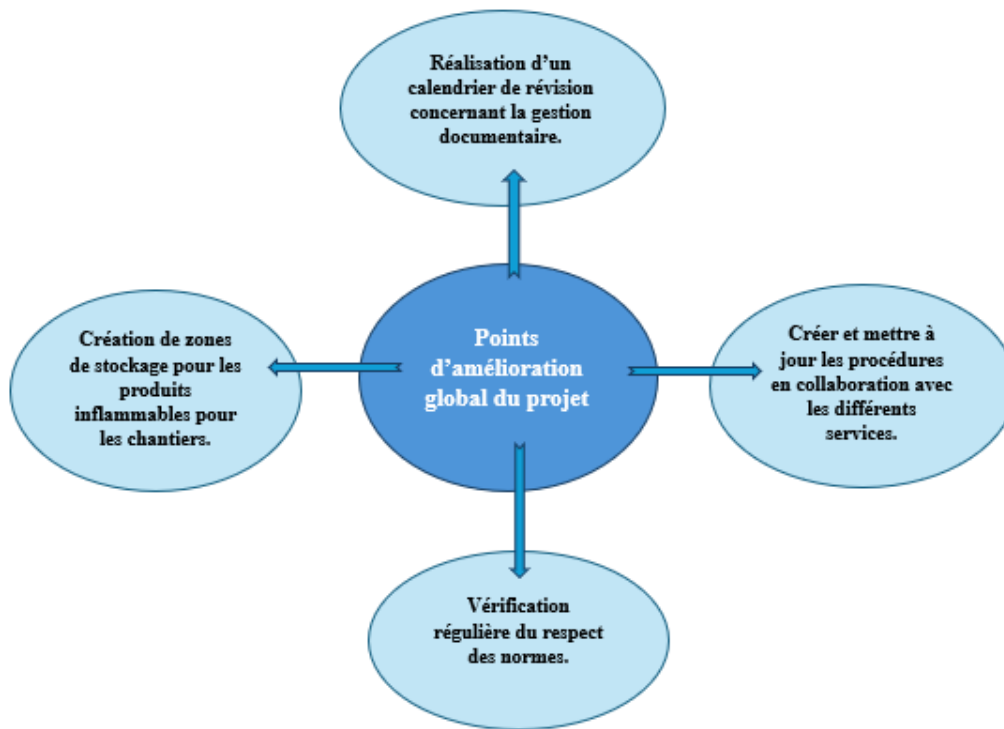 Réalisation d’un
calendrier de révision
concernant la gestion
documentaire.
Points
d’amélioration
global du projet
Création de zones
de stockage pour les
produits
inflammables pour
les chantiers.
Créer et mettre à
jour les procédures
en collaboration avec
les différents
services.
Vérification
régulière du respect
des normes.